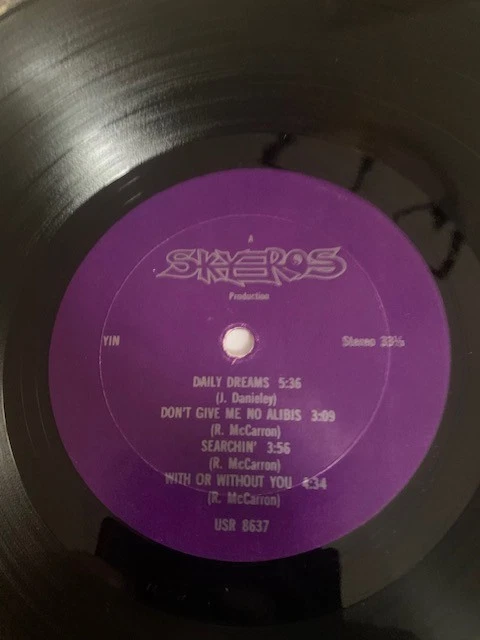 A
SKYEROS
Production
YIN
Stereo 33⅓
DAILY DREAMS 5:36
(J. Danieley)
DON'T GIVE ME NO ALIBIS 3:09
(R. McCarron)
SEARCHIN' 3:56
(R. McCarron)
WITH OR WITHOUT YOU 4:34
(R. McCarron)
USR 8637